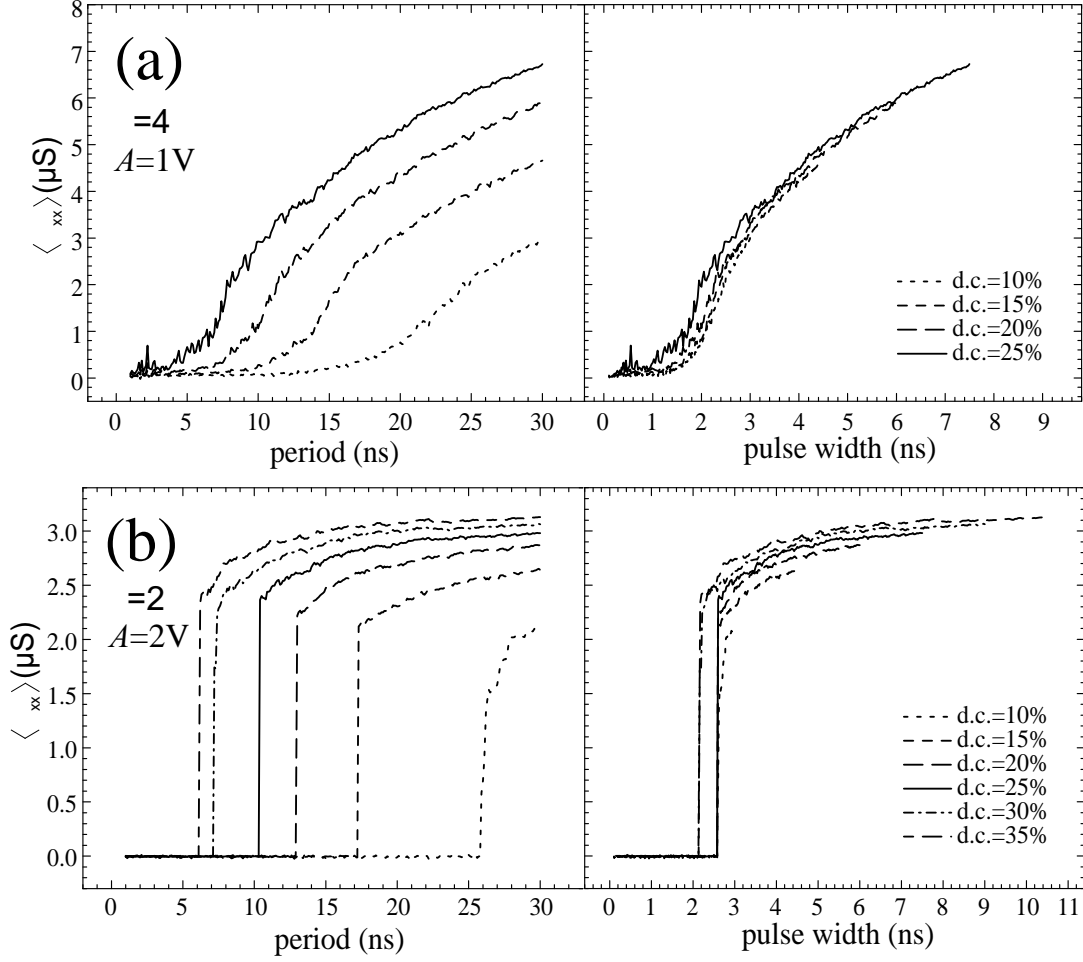 (a)
=4
A=1V
⟨ xx⟩(μS)
8
7
6
5
4
3
2
1
0
0 5 10 15 20 25 30
period (ns)
d.c.=10%
d.c.=15%
d.c.=20%
d.c.=25%
0 1 2 3 4 5 6 7 8 9
pulse width (ns)
(b)
=2
A=2V
⟨ xx⟩(μS)
3.0
2.5
2.0
1.5
1.0
0.5
0.0
0 5 10 15 20 25 30
period (ns)
d.c.=10%
d.c.=15%
d.c.=20%
d.c.=25%
d.c.=30%
d.c.=35%
0 1 2 3 4 5 6 7 8 9 10 11
pulse width (ns)